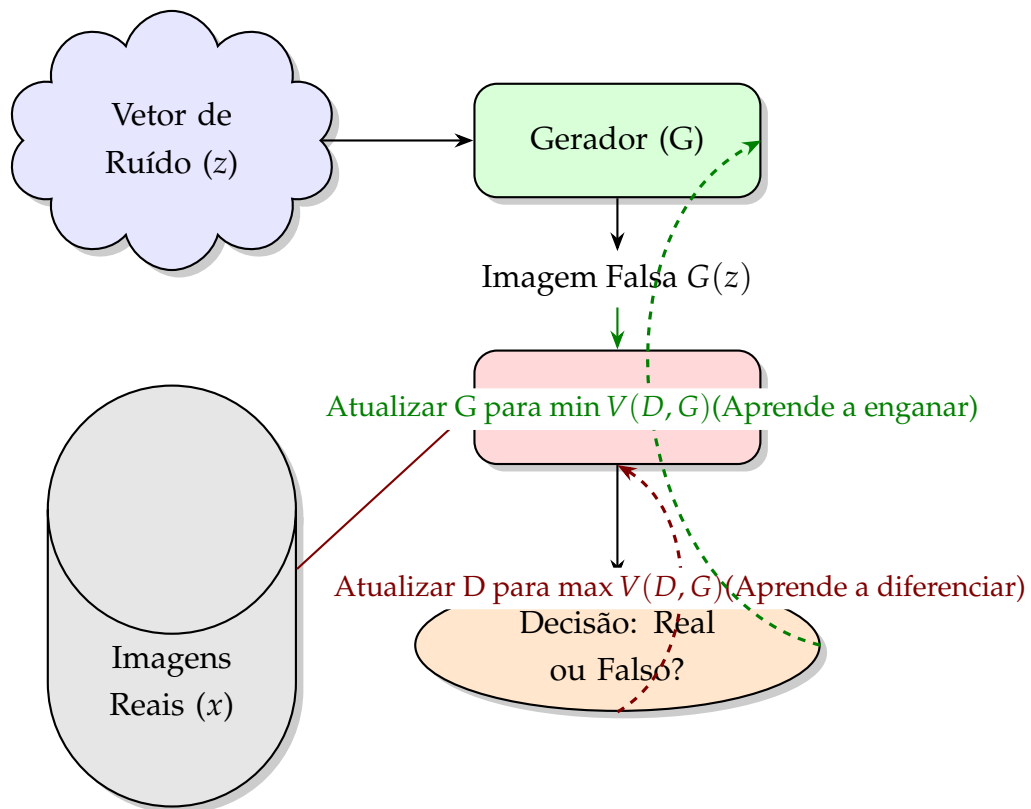 Vetor de
Ruído (z)
Gerador (G)
Imagem Falsa G(z)
Atualizar G para min V(D, G)(Aprende a enganar)
Atualizar D para max V(D, G)(Aprende a diferenciar)
Decisão: Real
ou Falso?
Imagens
Reais (x)